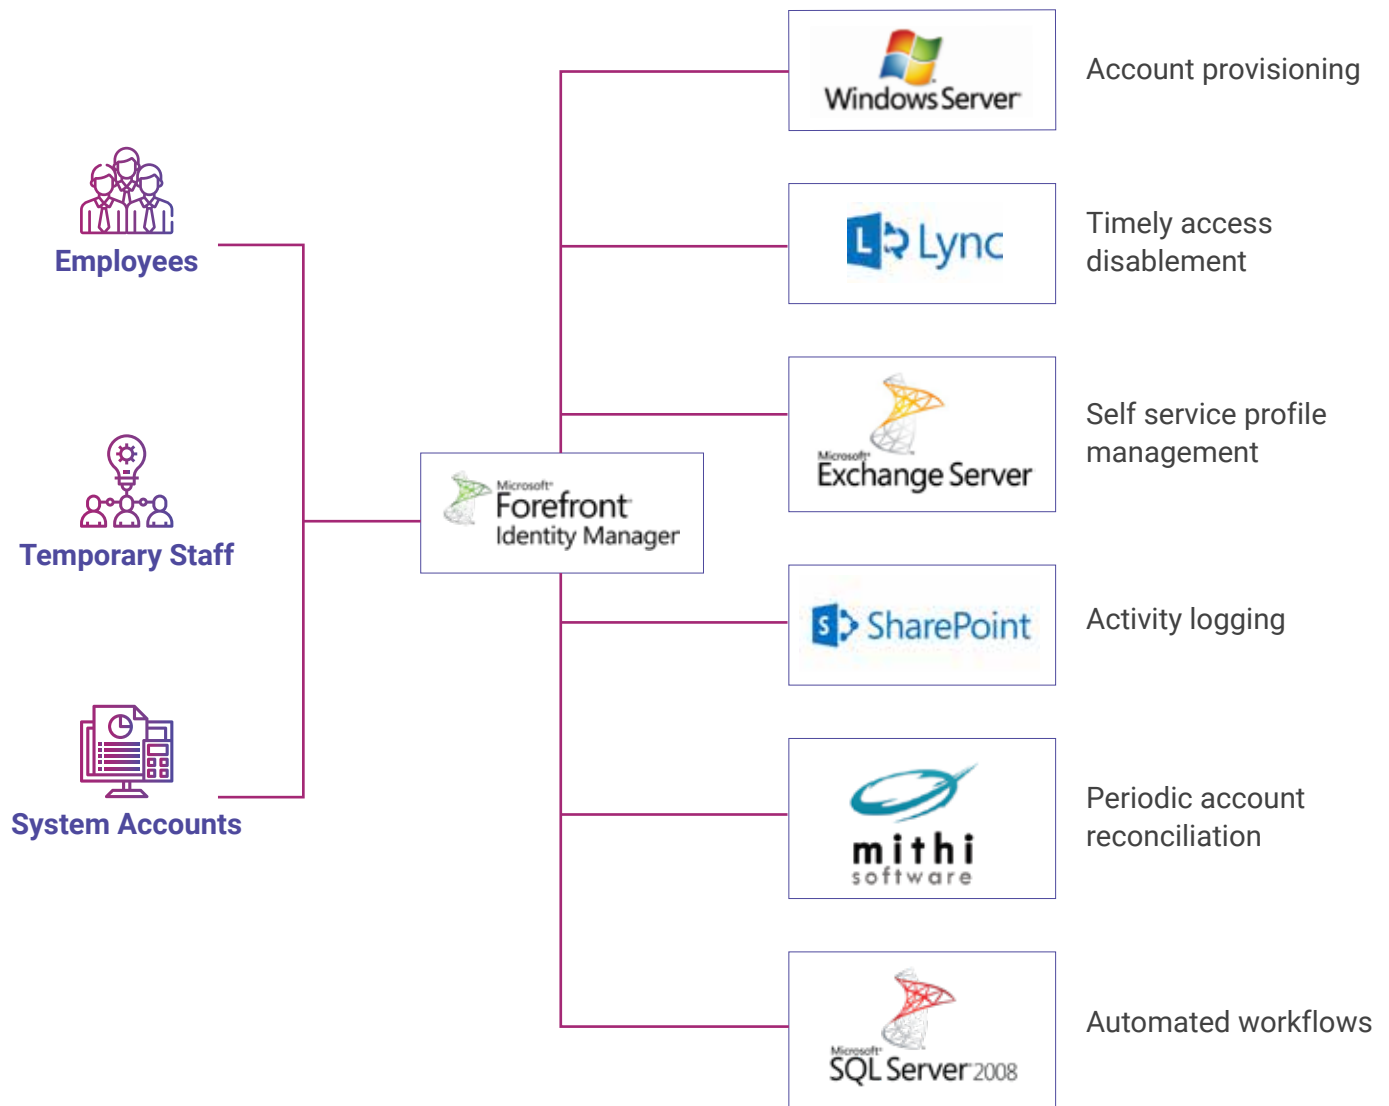 Employees
Temporary Staff
System Accounts
Microsoft®
Forefront®
Identity Manager
Windows Server®
Account provisioning
L Lync
Timely access
disablement
Microsoft®
Exchange Server
Self service profile
management
S SharePoint
Activity logging
mithi
software
Periodic account
reconciliation
Microsoft®
SQL Server® 2008
Automated workflows